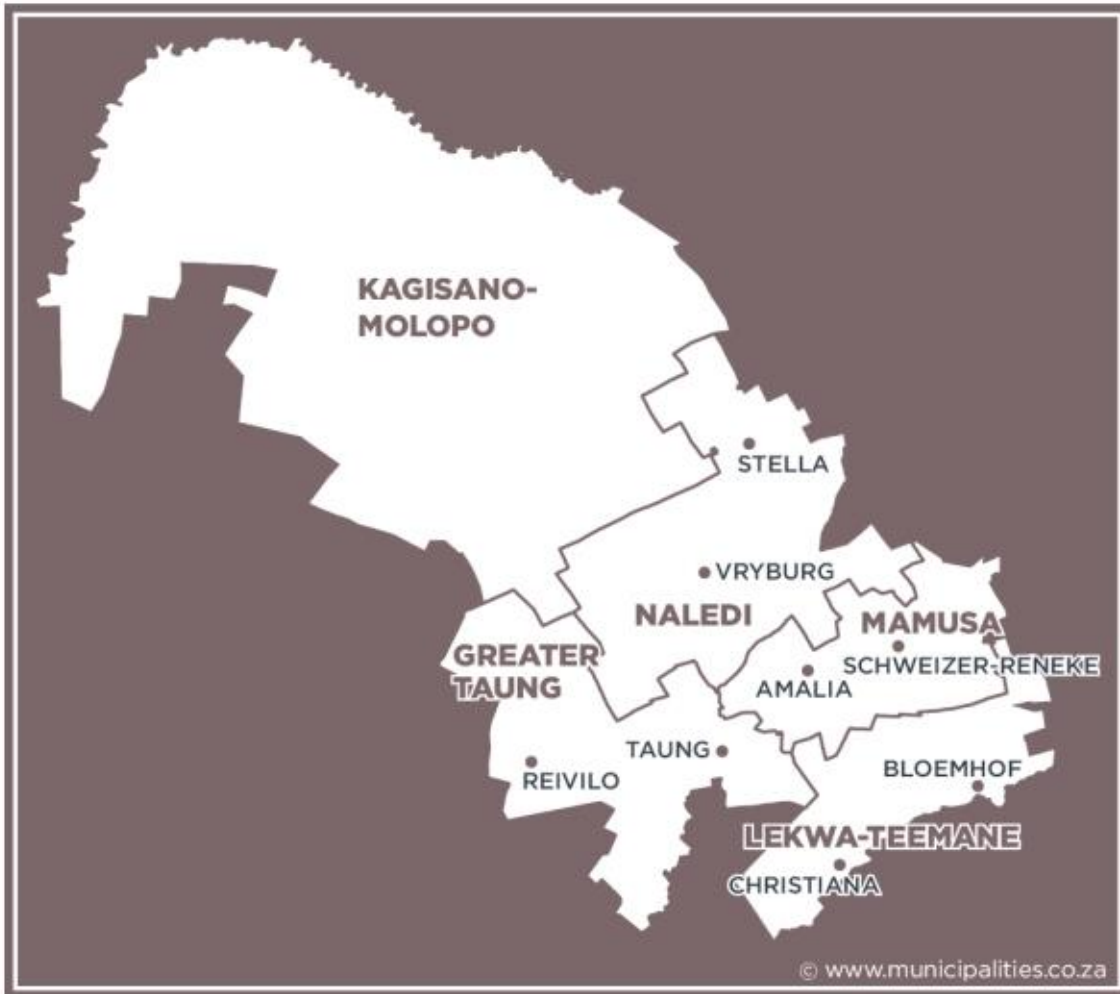 KAGISANO-
MOLOPO
STELLA
VRYBURG
NALEDI
MAMUSA
GREATER
TAUNG
SCHWEIZER-RENEKE
AMALIA
TAUNG
REIVILO
BLOEMHOF
LEKWA-TEEMANE
CHRISTIANA
© www.municipalities.co.za